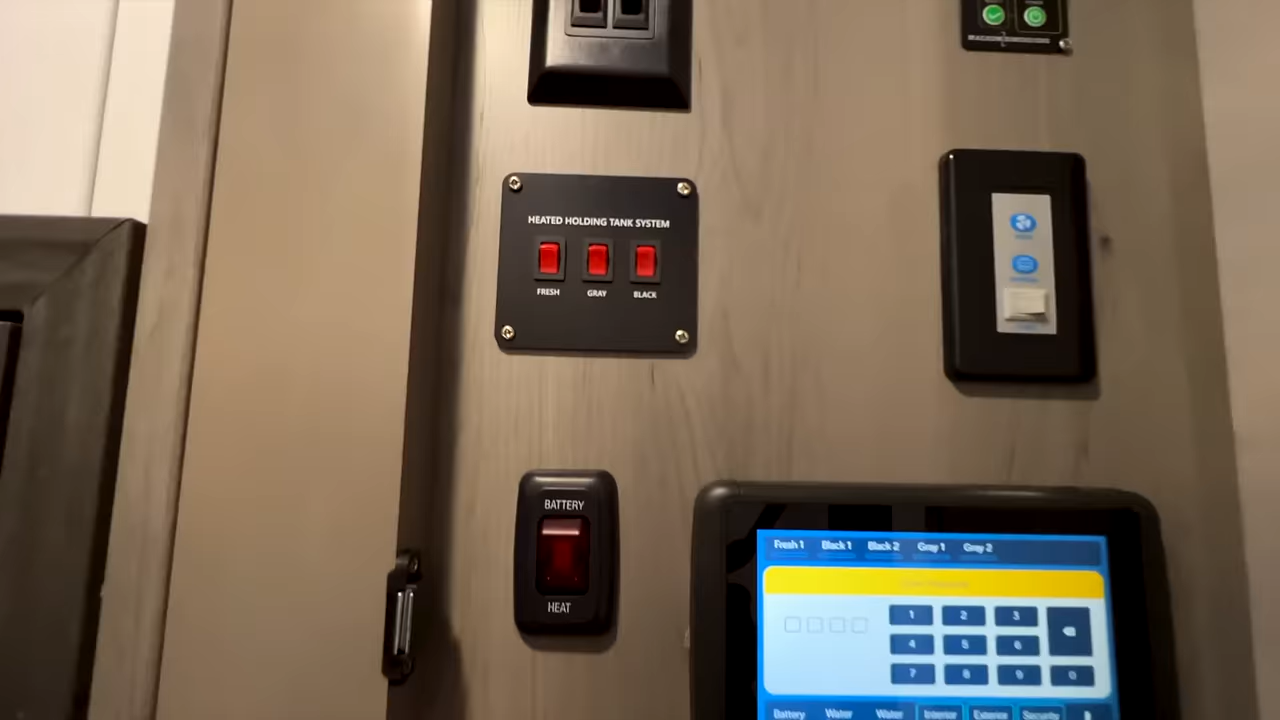 HEATED HOLDING TANK SYSTEM
FRESH GRAY BLACK
BATTERY
HEAT
Fresh 1 Black 1 Black 2 Gray 1 Gray 2
1 2 3
4 5 6
7 8 9 0
Battery Water Water Interior Exterior Security